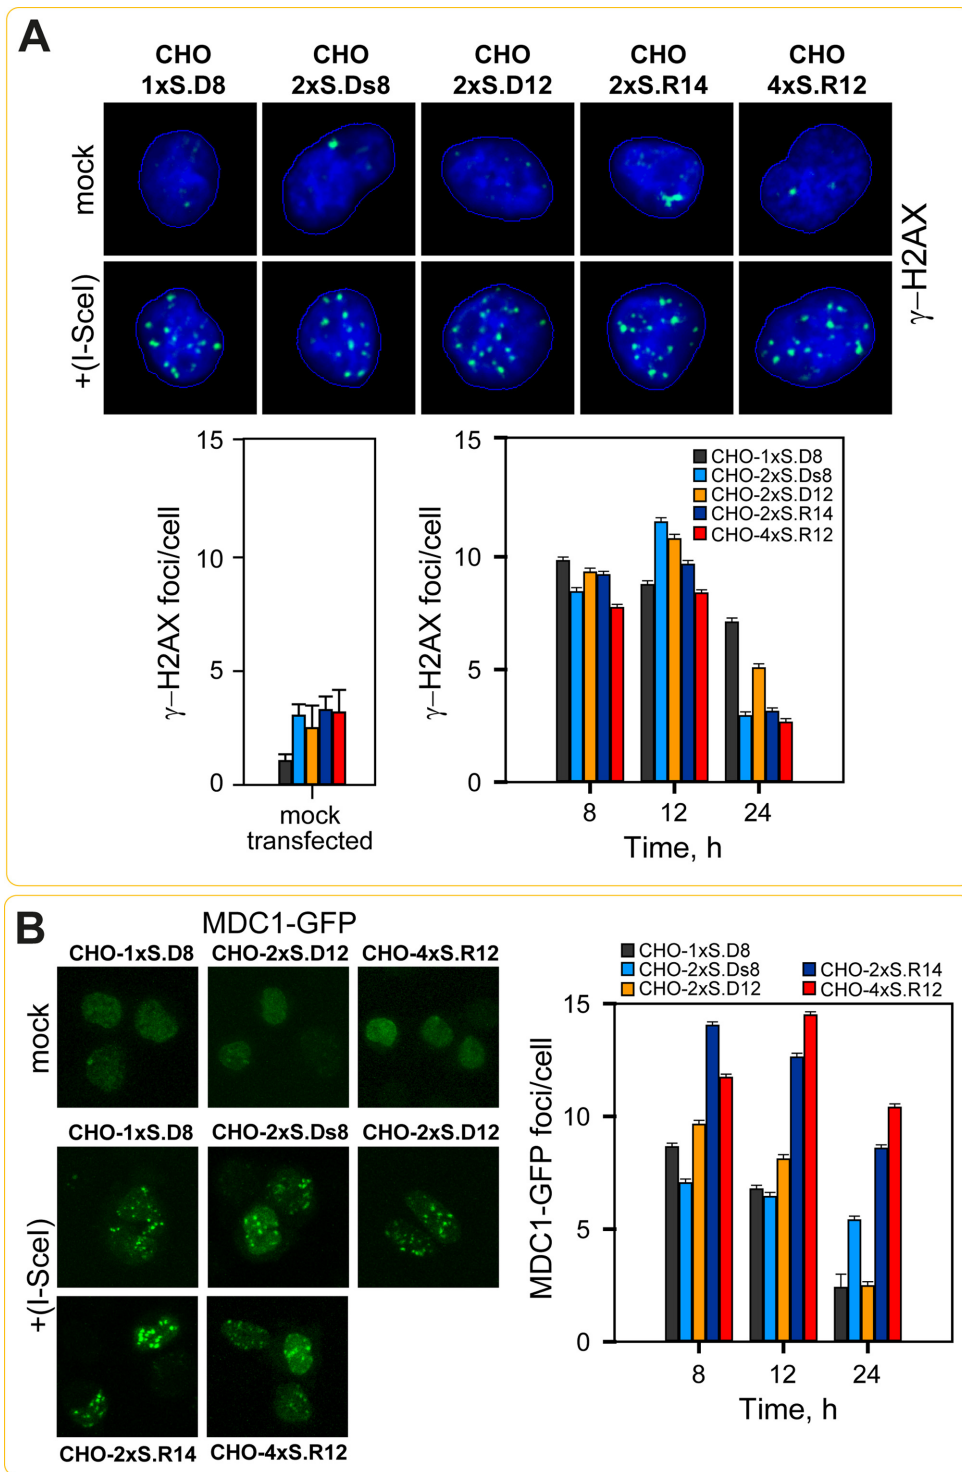 A
CHO CHO CHO CHO CHO
1xS.D8 2xS.Ds8 2xS.D12 2xS.R14 4xS.R12
mock
+(I-SceI)
γ–H2AX
γ–H2AX foci/cell
15
10
5
0
mock
transfected
γ–H2AX foci/cell
15
10
5
0
CHO-1xS.D8
CHO-2xS.Ds8
CHO-2xS.D12
CHO-2xS.R14
CHO-4xS.R12
8 12 24
Time, h
B
MDC1-GFP
CHO-1xS.D8 CHO-2xS.D12 CHO-4xS.R12
mock
CHO-1xS.D8 CHO-2xS.Ds8 CHO-2xS.D12
+(I-SceI)
CHO-2xS.R14 CHO-4xS.R12
CHO-1xS.D8
CHO-2xS.Ds8 CHO-2xS.R14
CHO-2xS.D12 CHO-4xS.R12
MDC1-GFP foci/cell
15
10
5
0
8 12 24
Time, h